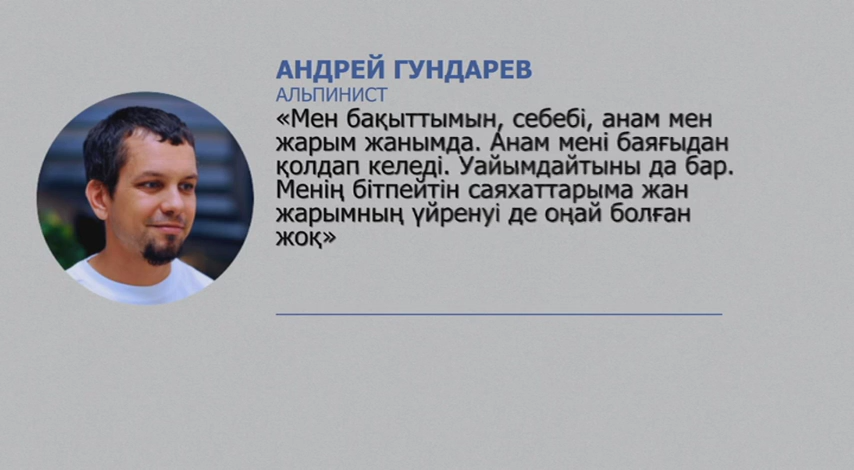 АНДРЕЙ ГУНДАРЕВ
АЛЬПИНИСТ
«Мен бақыттымын, себебі, анам мен
жарым жанымда. Анам мені баяғыдан
қолдап келеді. Уайымдайтыны да бар.
Менің бітпейтін саяхаттарыма жан
жарымның үйренуі де оңай болған
жоқ»